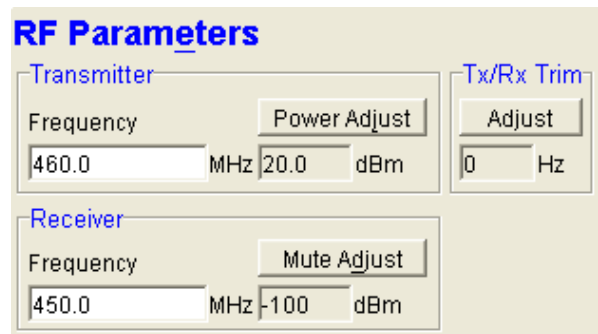 RF Parameters
Transmitter
Tx/Rx Trim
Frequency Power Adjust
Adjust
460.0 MHz 20.0 dBm
0 Hz
Receiver
Frequency Mute Adjust
450.0 MHz -100 dBm